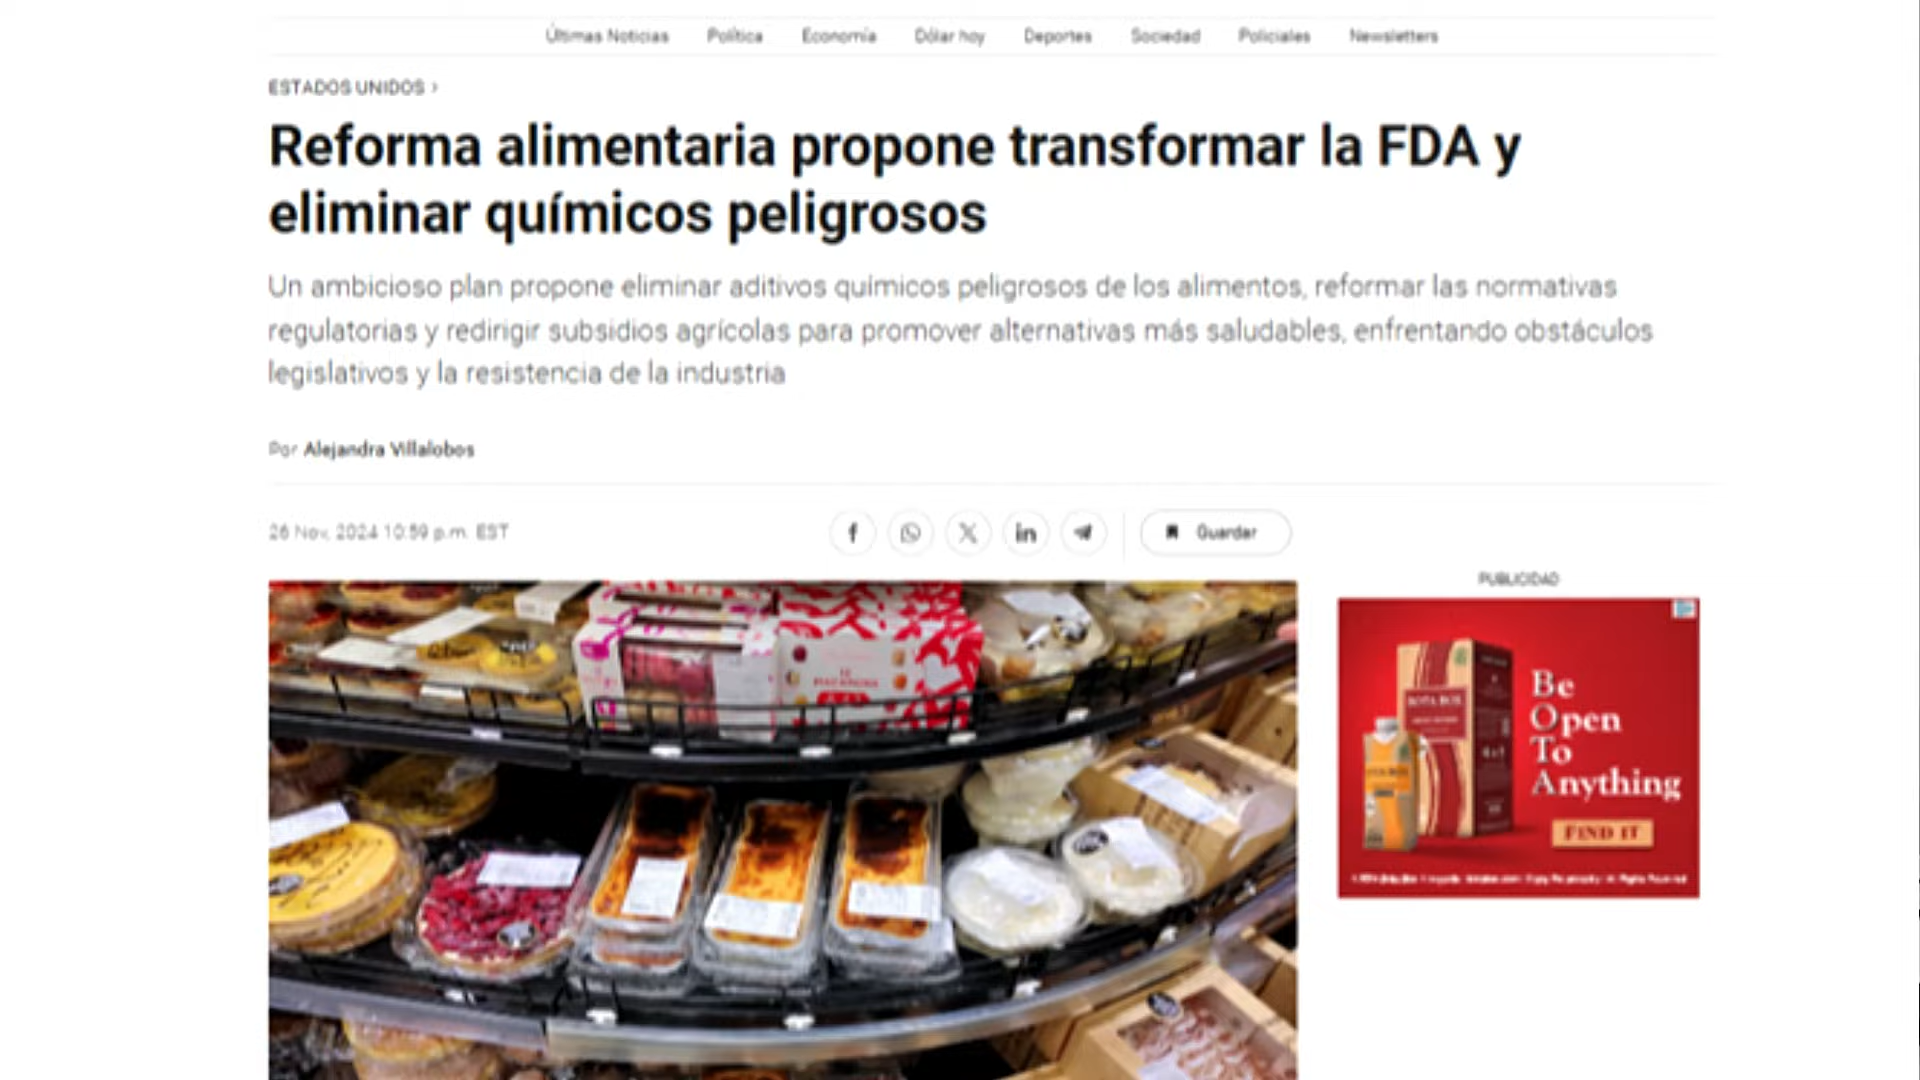 Últimas Noticias Política Economía Dólar hoy Deportes Sociedad Policiales Newsletters
ESTADOS UNIDOS ›
Reforma alimentaria propone transformar la FDA y
eliminar químicos peligrosos
Un ambicioso plan propone eliminar aditivos químicos peligrosos de los alimentos, reformar las normativas
regulatorias y redirigir subsidios agrícolas para promover alternativas más saludables, enfrentando obstáculos
legislativos y la resistencia de la industria
Por Alejandra Villalobos
26 Nov, 2024 10:59 p.m. EST
Guardar
PUBLICIDAD
BOTA BOX
Be
Open
To
Anything
FIND IT